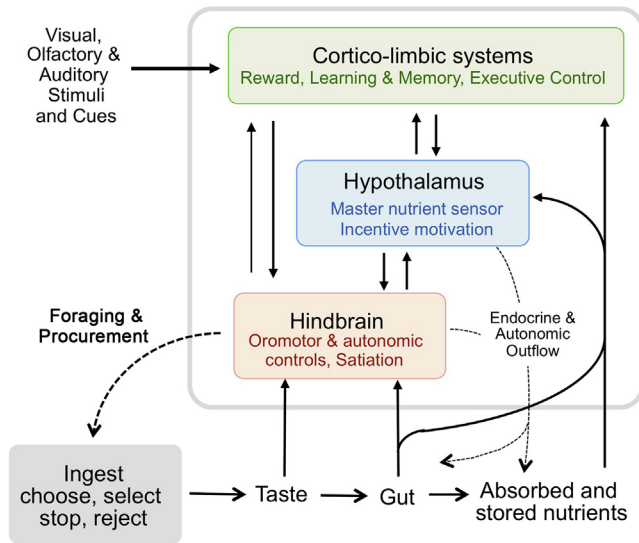 Visual,
Olfactory &
Auditory
Stimuli
and Cues
Cortico-limbic systems
Reward, Learning & Memory, Executive Control
Hypothalamus
Master nutrient sensor
Incentive motivation
Foraging &
Procurement
Hindbrain
Oromotor & autonomic
controls, Satiation
Endocrine &
Autonomic
Outflow
Ingest
choose, select
stop, reject
Taste
Gut
Absorbed and
stored nutrients